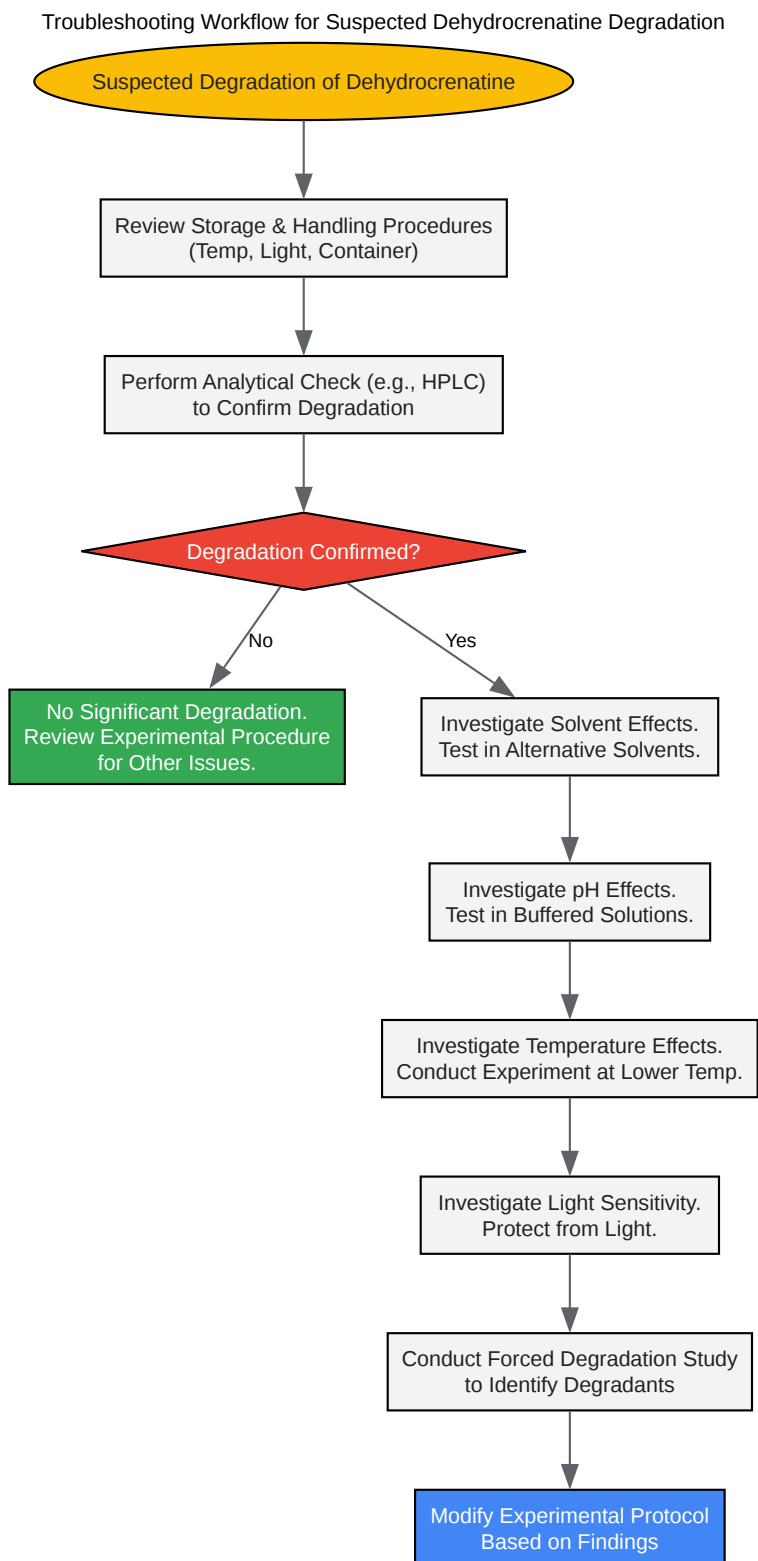 Troubleshooting Workflow for Suspected Dehydrocrenatine Degradation
Suspected Degradation of Dehydrocrenatine
Review Storage & Handling Procedures
(Temp, Light, Container)
Perform Analytical Check (e.g., HPLC)
to Confirm Degradation
Degradation Confirmed?
No
Yes
No Significant Degradation.
Review Experimental Procedure
for Other Issues.
Investigate Solvent Effects.
Test in Alternative Solvents.
Investigate pH Effects.
Test in Buffered Solutions.
Investigate Temperature Effects.
Conduct Experiment at Lower Temp.
Investigate Light Sensitivity.
Protect from Light.
Conduct Forced Degradation Study
to Identify Degradants
Modify Experimental Protocol
Based on Findings